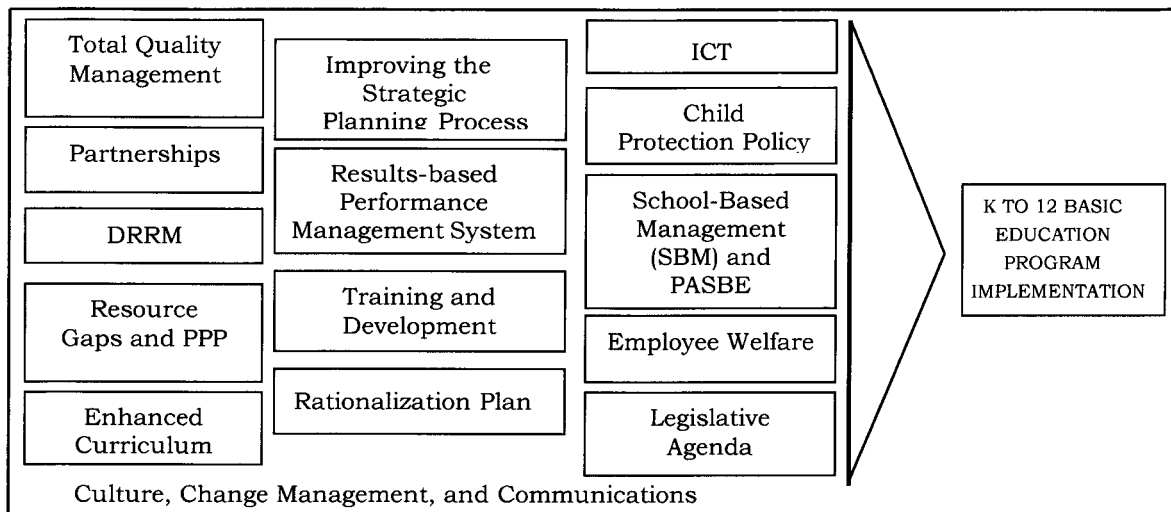 Total Quality
Management
Partnerships
DRRM
Resource
Gaps and PPP
Enhanced
Curriculum
Improving the
Strategic
Planning Process
Results-based
Performance
Management System
Training and
Development
Rationalization Plan
ICT
Child
Protection Policy
School-Based
Management
(SBM) and
PASBE
Employee Welfare
Legislative
Agenda
K TO 12 BASIC
EDUCATION
PROGRAM
IMPLEMENTATION
Culture, Change Management, and Communications